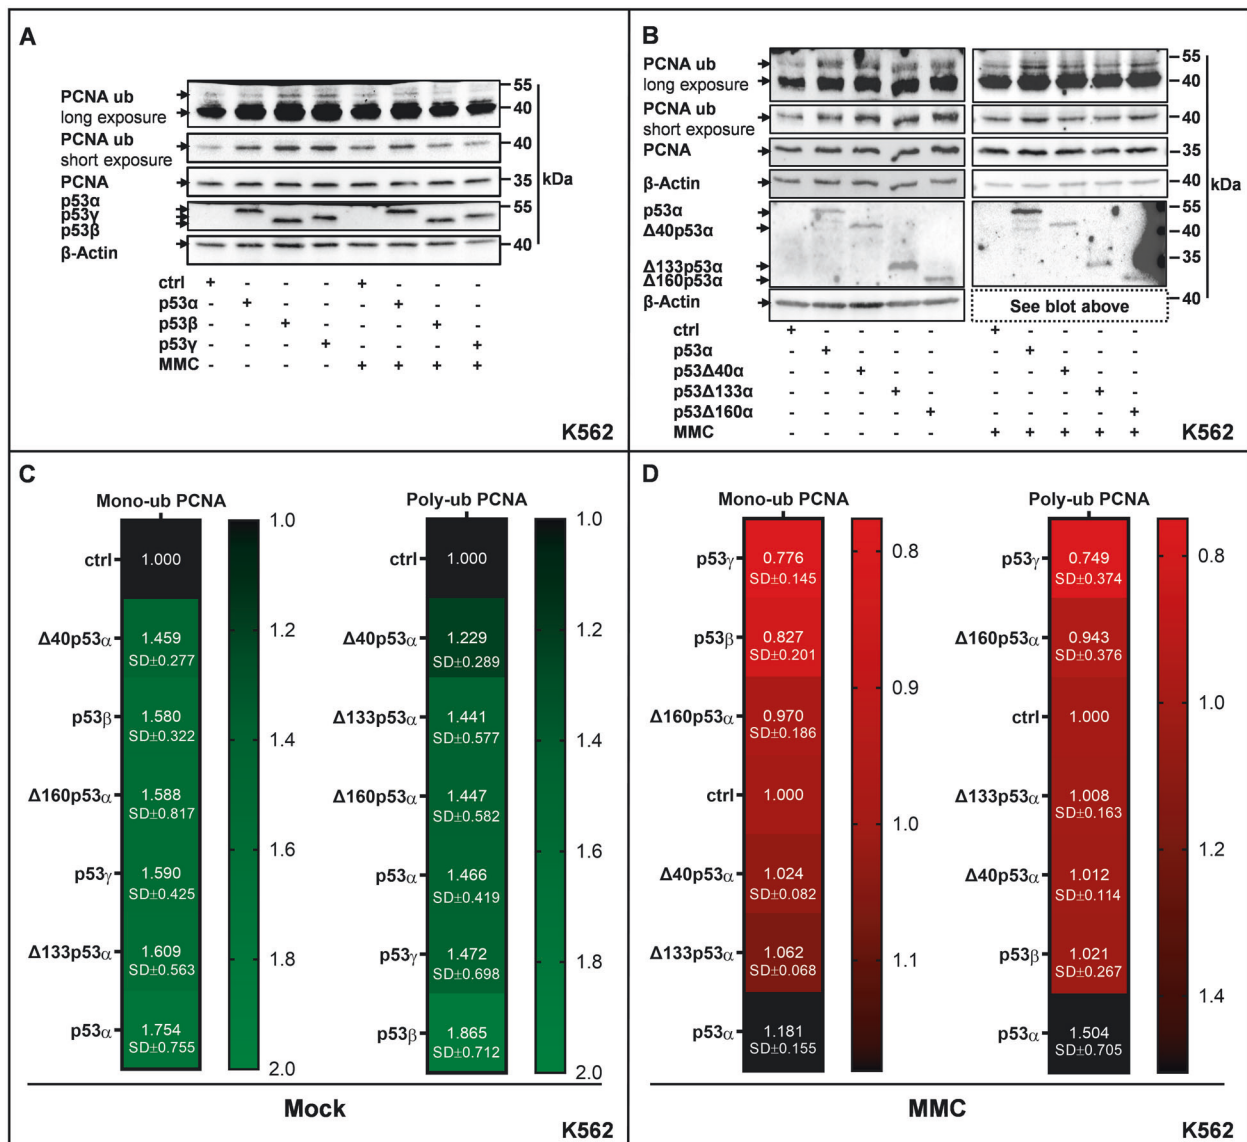 A
PCNA ub
long exposure
PCNA ub
short exposure
PCNA
p53α
p53γ
p53β
β-Actin
55
40
40
35
55
40
kDa
ctrl + - - - + - - -
p53α - + - - - + - -
p53β - - + - - - + -
p53γ - - - + - - - +
MMC - - - - + + + +
K562
B
PCNA ub
long exposure
PCNA ub
short exposure
PCNA
β-Actin
p53α
Δ40p53α
Δ133p53α
Δ160p53α
β-Actin
See blot above
55
40
40
35
40
55
40
35
40
kDa
ctrl + - - - - + - - - -
p53α - + - - - - + - - -
p53Δ40α - - + - - - - + - -
p53Δ133α - - - + - - - - + -
p53Δ160α - - - - + - - - - +
MMC - - - - - + + + + +
K562
C
Mono-ub PCNA
ctrl 1.000
Δ40p53α 1.459
SD±0.277
p53β 1.580
SD±0.322
Δ160p53α 1.588
SD±0.817
p53γ 1.590
SD±0.425
Δ133p53α 1.609
SD±0.563
p53α 1.754
SD±0.755
1.0
1.2
1.4
1.6
1.8
2.0
Poly-ub PCNA
ctrl 1.000
Δ40p53α 1.229
SD±0.289
Δ133p53α 1.441
SD±0.577
Δ160p53α 1.447
SD±0.582
p53α 1.466
SD±0.419
p53γ 1.472
SD±0.698
p53β 1.865
SD±0.712
1.0
1.2
1.4
1.6
1.8
2.0
Mock
K562
D
Mono-ub PCNA
p53γ 0.776
SD±0.145
p53β 0.827
SD±0.201
Δ160p53α 0.970
SD±0.186
ctrl 1.000
Δ40p53α 1.024
SD±0.082
Δ133p53α 1.062
SD±0.068
p53α 1.181
SD±0.155
0.8
0.9
1.0
1.1
Poly-ub PCNA
p53γ 0.749
SD±0.374
Δ160p53α 0.943
SD±0.376
ctrl 1.000
Δ133p53α 1.008
SD±0.163
Δ40p53α 1.012
SD±0.114
p53β 1.021
SD±0.267
p53α 1.504
SD±0.705
0.8
1.0
1.2
1.4
MMC
K562